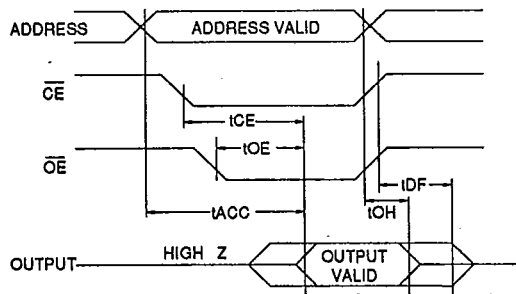 ADDRESS
ADDRESS VALID
CE
tCE
OE
tOE
tDF
tACC
tOH
OUTPUT
HIGH Z
OUTPUT
VALID